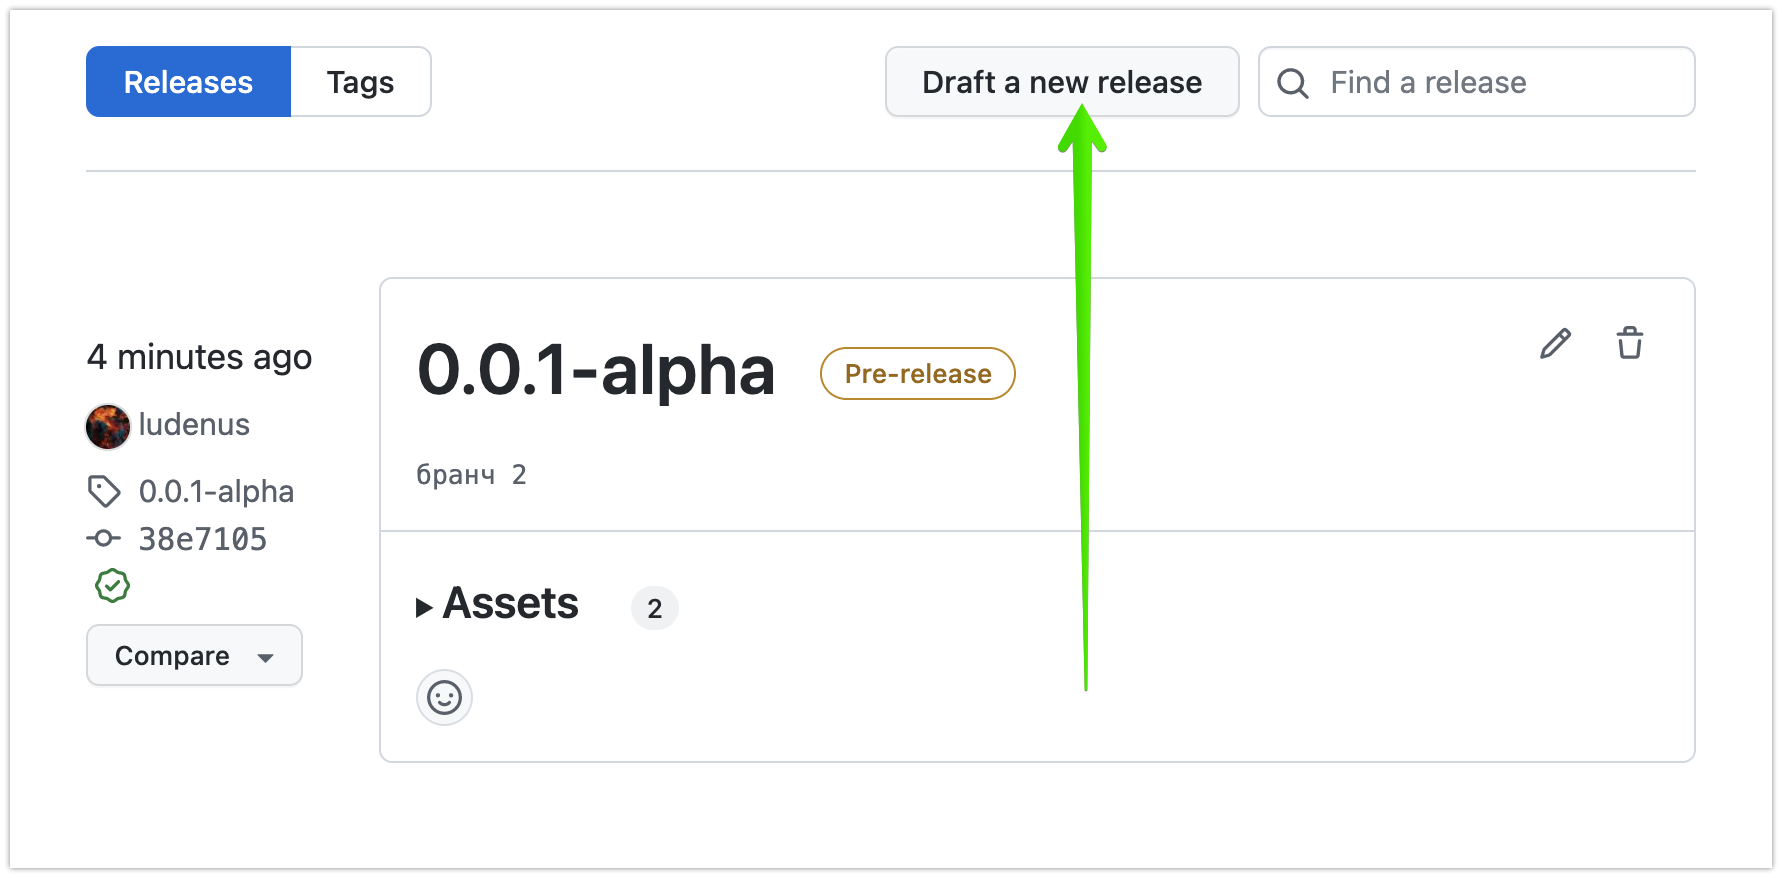 Releases Tags Draft a new release Find a release
4 minutes ago
ludenus
0.0.1-alpha
38e7105
Compare
0.0.1-alpha Pre-release
бранч 2
Assets 2